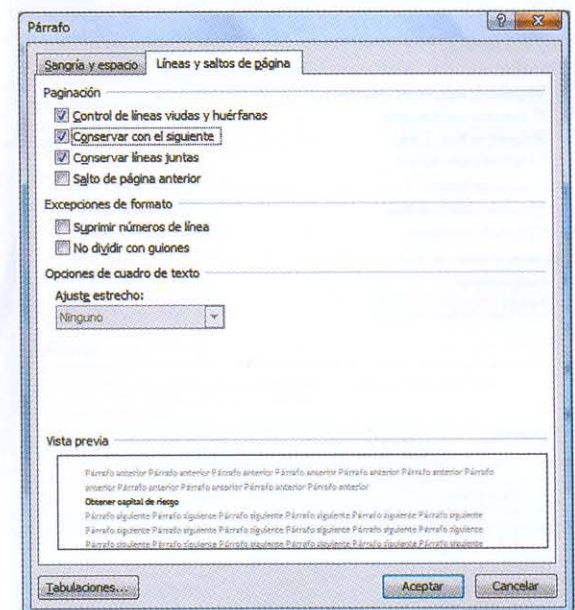 Párrafo
Sangría y espacio Líneas y saltos de página
Paginación
Control de líneas viudas y huérfanas
Conservar con el siguiente
Conservar líneas juntas
Salto de página anterior
Excepciones de formato
Suprimir números de línea
No dividir con guiones
Opciones de cuadro de texto
Ajuste estrecho:
Ninguno
Vista previa
Párrafo anterior Párrafo anterior Párrafo anterior Párrafo anterior Párrafo anterior Párrafo anterior Párrafo
anterior Párrafo anterior Párrafo anterior Párrafo anterior Párrafo anterior
Obtener capital de riesgo
Párrafo siguiente Párrafo siguiente Párrafo siguiente Párrafo siguiente Párrafo siguiente Párrafo siguiente
Párrafo siguiente Párrafo siguiente Párrafo siguiente Párrafo siguiente Párrafo siguiente Párrafo siguiente
Párrafo siguiente Párrafo siguiente Párrafo siguiente Párrafo siguiente Párrafo siguiente Párrafo siguiente
Tabulaciones... Aceptar Cancelar